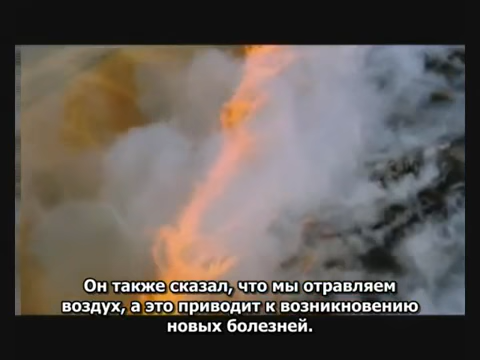 Он также сказал, что мы отравляем
воздух, а это приводит к возникновению
новых болезней.